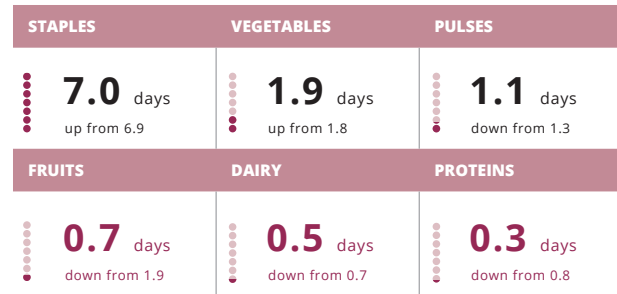 STAPLES VEGETABLES PULSES
7.0 days 1.9 days 1.1 days
up from 6.9 up from 1.8 down from 1.3
FRUITS DAIRY PROTEINS
0.7 days 0.5 days 0.3 days
down from 1.9 down from 0.7 down from 0.8